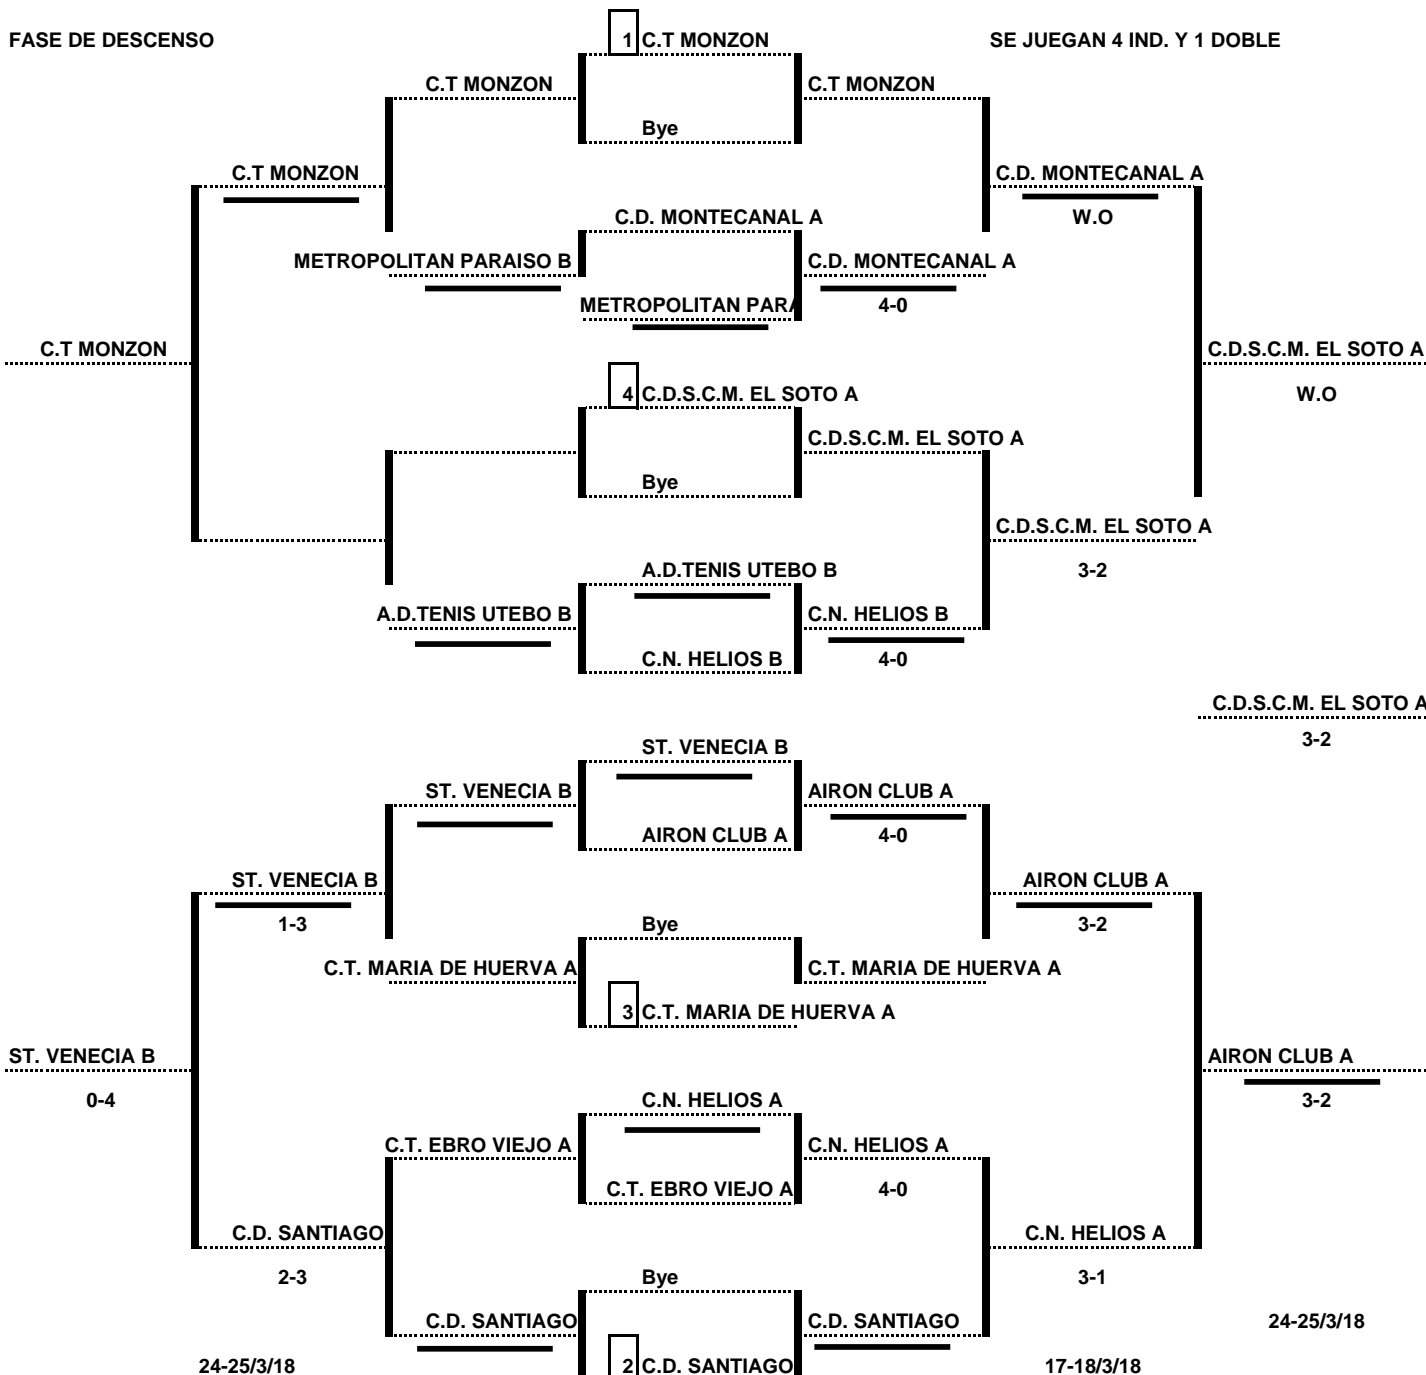 1 C.T MONZON
FASE DE DESCENSO
SE JUEGAN 4 IND. Y 1 DOBLE
C.T MONZON
C.T MONZON
Bye
C.T MONZON
C.D. MONTECANAL A
C.D. MONTECANAL A
W.O
METROPOLITAN PARAISO B
C.D. MONTECANAL A
METROPOLITAN PARA
4-0
C.T MONZON
C.D.S.C.M. EL SOTO A
4 C.D.S.C.M. EL SOTO A
W.O
C.D.S.C.M. EL SOTO A
Bye
C.D.S.C.M. EL SOTO A
A.D.TENIS UTEBO B
3-2
A.D.TENIS UTEBO B
C.N. HELIOS B
C.N. HELIOS B
4-0
C.D.S.C.M. EL SOTO A
3-2
ST. VENECIA B
ST. VENECIA B
AIRON CLUB A
AIRON CLUB A
4-0
ST. VENECIA B
AIRON CLUB A
1-3
Bye
3-2
C.T. MARIA DE HUERVA A
C.T. MARIA DE HUERVA A
3 C.T. MARIA DE HUERVA A
ST. VENECIA B
AIRON CLUB A
0-4
C.N. HELIOS A
3-2
C.T. EBRO VIEJO A
C.N. HELIOS A
C.T. EBRO VIEJO A
4-0
C.D. SANTIAGO
C.N. HELIOS A
2-3
Bye
3-1
C.D. SANTIAGO
C.D. SANTIAGO
24-25/3/18
24-25/3/18
2 C.D. SANTIAGO
17-18/3/18